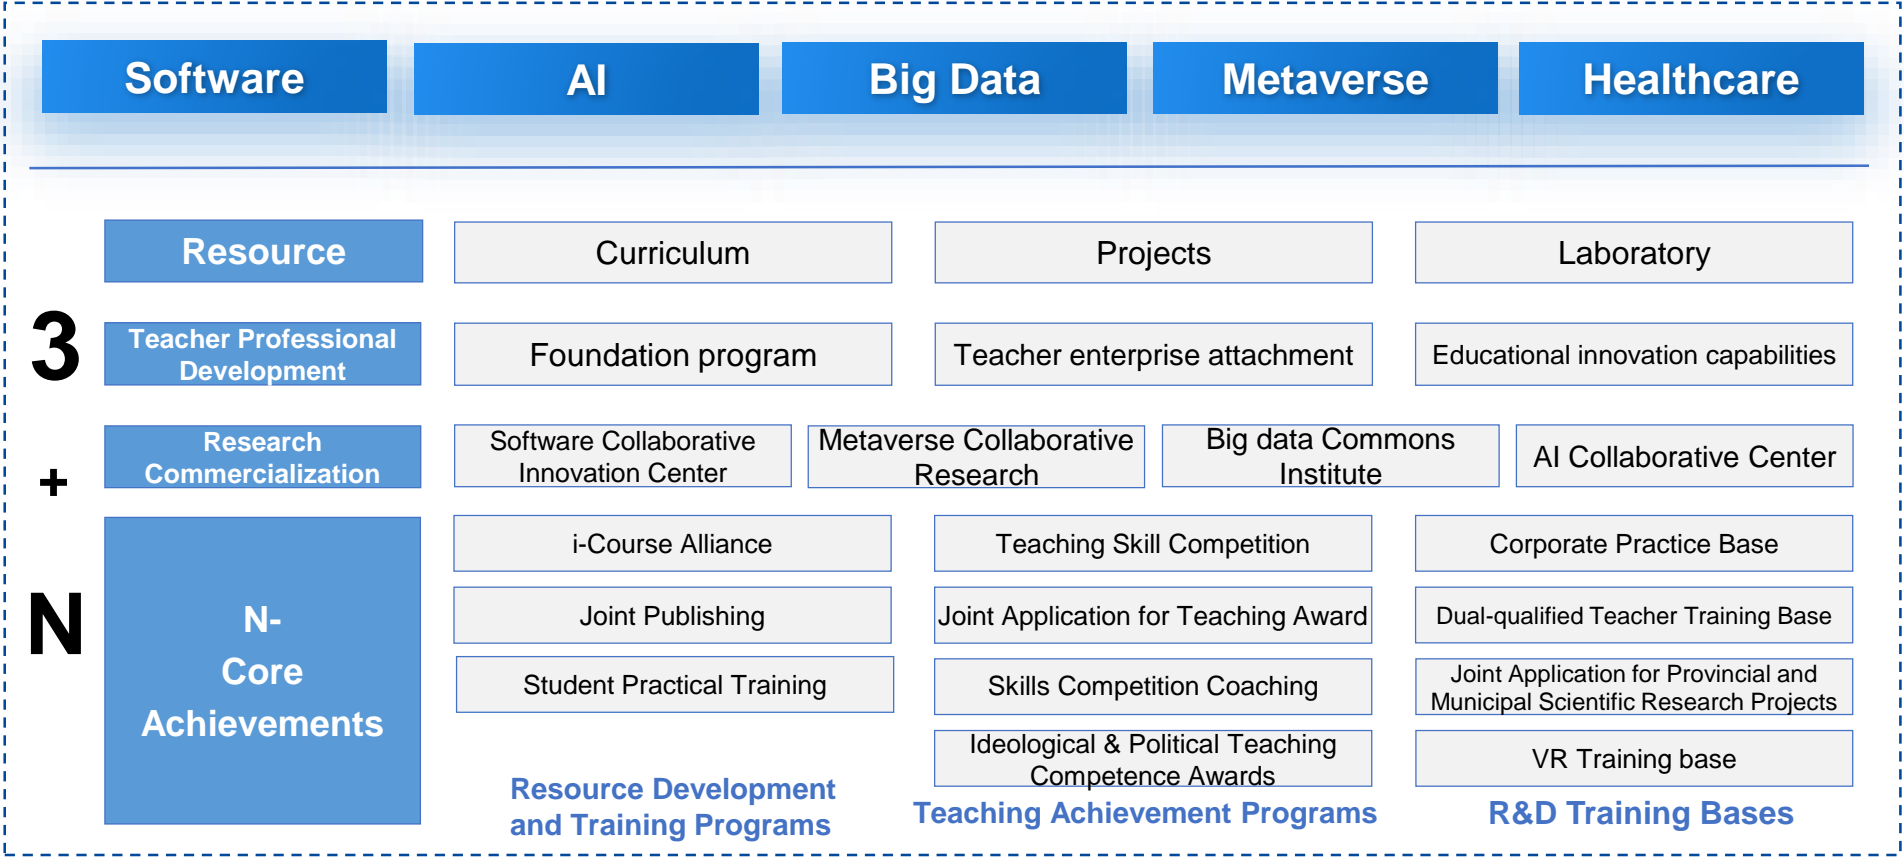 Software
AI
Big Data
Metaverse
Healthcare
Resource
Curriculum
Projects
Laboratory
3
Teacher Professional
Development
Foundation program
Teacher enterprise attachment
Educational innovation capabilities
+
Research
Commercialization
Software Collaborative
Innovation Center
Metaverse Collaborative
Research
Big data Commons
Institute
AI Collaborative Center
N
N-
Core
Achievements
i-Course Alliance
Joint Publishing
Student Practical Training
Resource Development
and Training Programs
Teaching Skill Competition
Joint Application for Teaching Award
Skills Competition Coaching
Ideological & Political Teaching
Competence Awards
Teaching Achievement Programs
Corporate Practice Base
Dual-qualified Teacher Training Base
Joint Application for Provincial and
Municipal Scientific Research Projects
VR Training base
R&D Training Bases